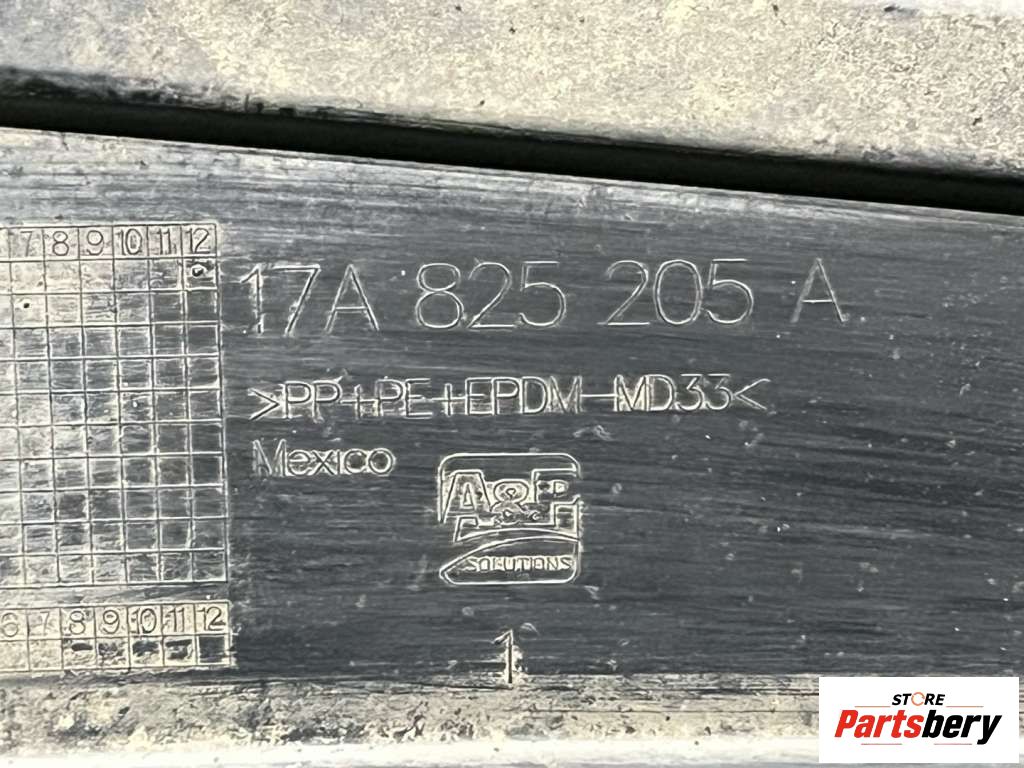 7 8 9 10 11 12
17A 825 205 A
>PP+PE+EPDM-MD33<
Mexico
A&P
SOLUTIONS
6 7 8 9 10 11 12
1
STORE
Partsbery